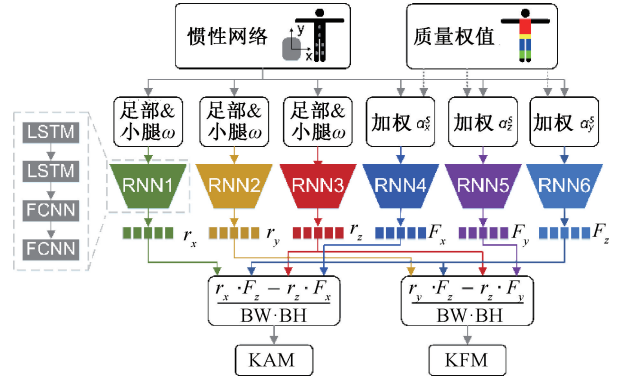 惯性网络
y
x
质量权值
足部&
小腿ω
足部&
小腿ω
足部&
小腿ω
加权 α_x^s
加权 α_z^s
加权 α_y^s
LSTM
LSTM
FCNN
FCNN
RNN1
RNN2
RNN3
RNN4
RNN5
RNN6
r_x
r_y
r_z
F_x
F_y
F_z
r_x·F_z−r_z·F_x
BW·BH
r_y·F_z−r_z·F_y
BW·BH
KAM
KFM